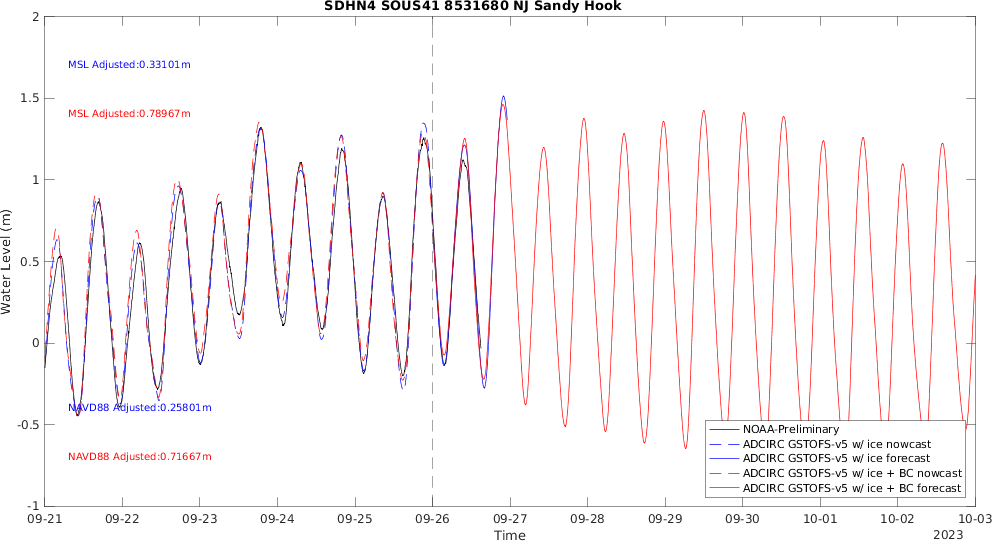 SDHN4 SOUS41 8531680 NJ Sandy Hook
2
1.5
1
0.5
0
-0.5
-1
Water Level (m)
MSL Adjusted:0.33101m
MSL Adjusted:0.78967m
NAVD88 Adjusted:0.25801m
NAVD88 Adjusted:0.71667m
NOAA-Preliminary
ADCIRC GSTOFS-v5 w/ ice nowcast
ADCIRC GSTOFS-v5 w/ ice forecast
ADCIRC GSTOFS-v5 w/ ice + BC nowcast
ADCIRC GSTOFS-v5 w/ ice + BC forecast
09-21 09-22 09-23 09-24 09-25 09-26 09-27 09-28 09-29 09-30 10-01 10-02 10-03
Time
2023